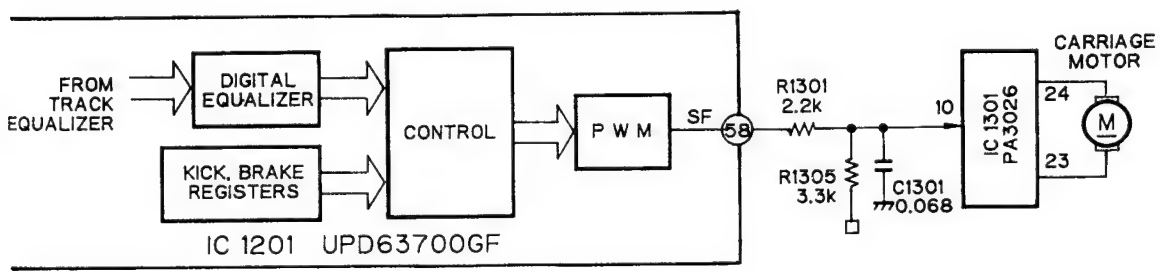 FROM
TRACK
EQUALIZER
DIGITAL
EQUALIZER
KICK, BRAKE
REGISTERS
CONTROL
PWM
SF
58
IC 1201 UPD63700GF
R1301
2.2k
R1305
3.3k
C1301
0.068
10
IC 1301
PA3026
24
23
CARRIAGE
MOTOR
M